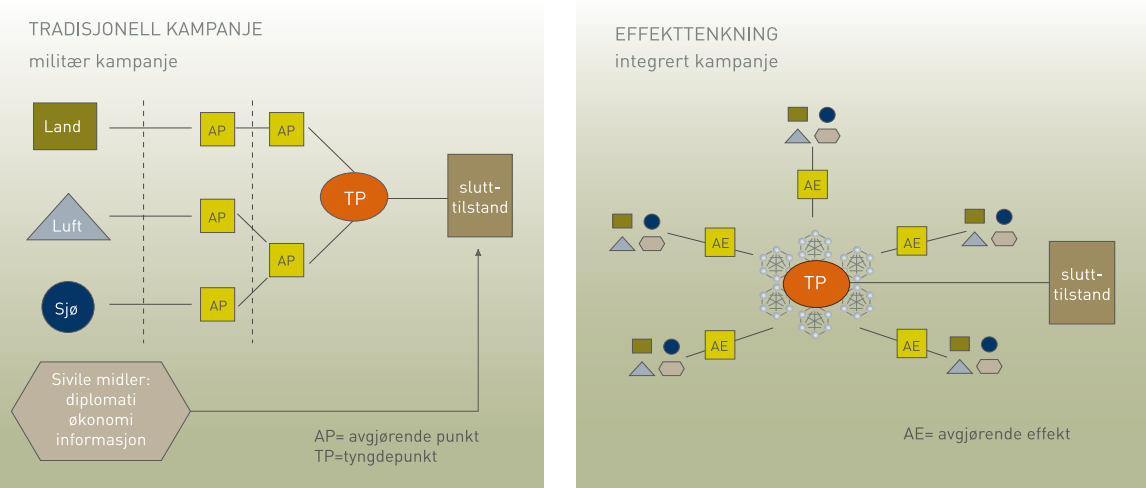 TRADISJONELL KAMPANJE
militær kampanje
Land
AP
AP
Luft
AP
AP
Sjø
AP
TP
slutt-
tilstand
Sivile midler:
diplomati
økonomi
informasjon
AP= avgjørende punkt
TP=tyngdepunkt
EFFEKTTENKNING
integrert kampanje
AE
AE
AE
TP
AE
AE
slutt-
tilstand
AE= avgjørende effekt